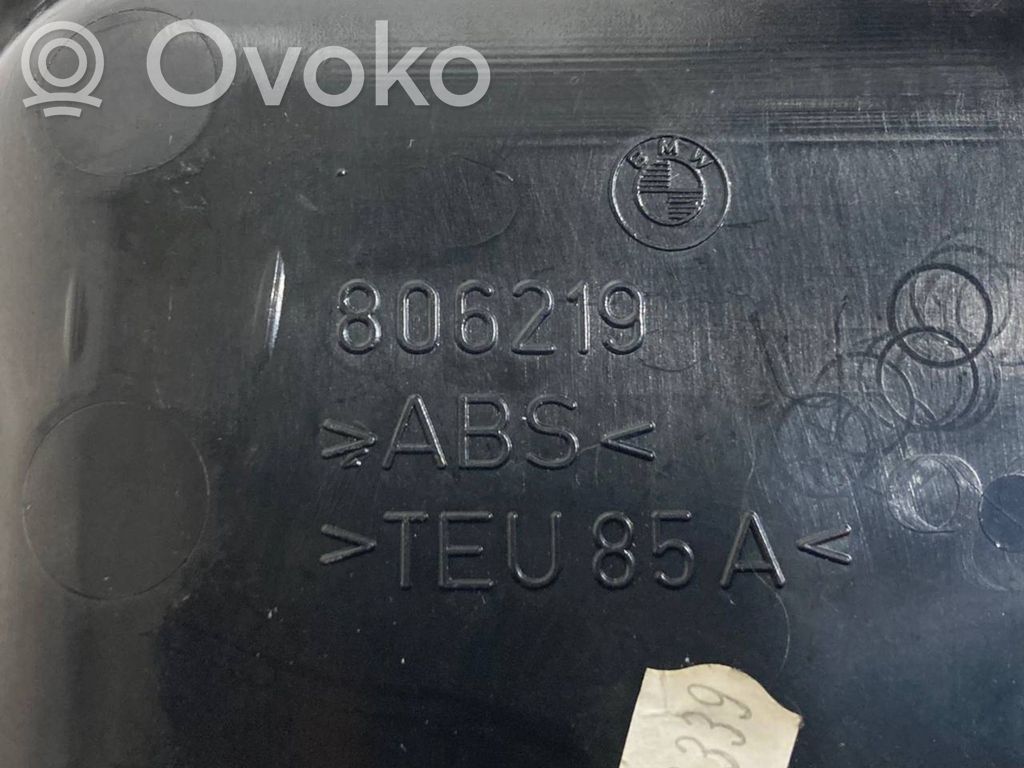 Ovoko
BMW
806219
>ABS<
>TEU 85 A<
339